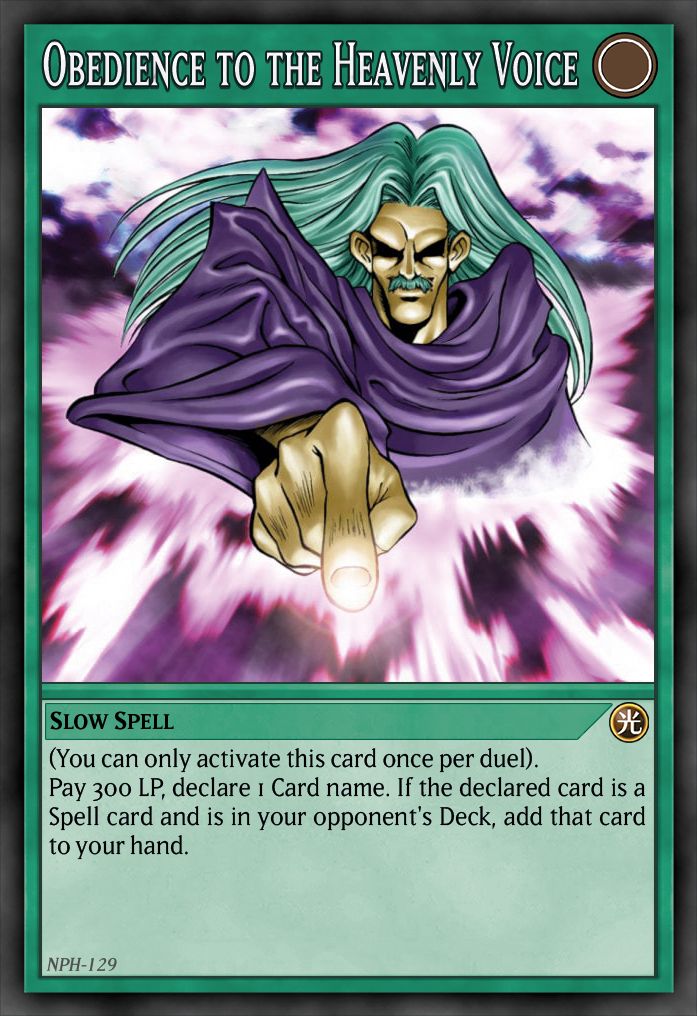 Obedience to the Heavenly Voice
Slow Spell
光
(You can only activate this card once per duel).
Pay 300 LP, declare 1 Card name. If the declared card is a
Spell card and is in your opponent's Deck, add that card
to your hand.
NPH-129